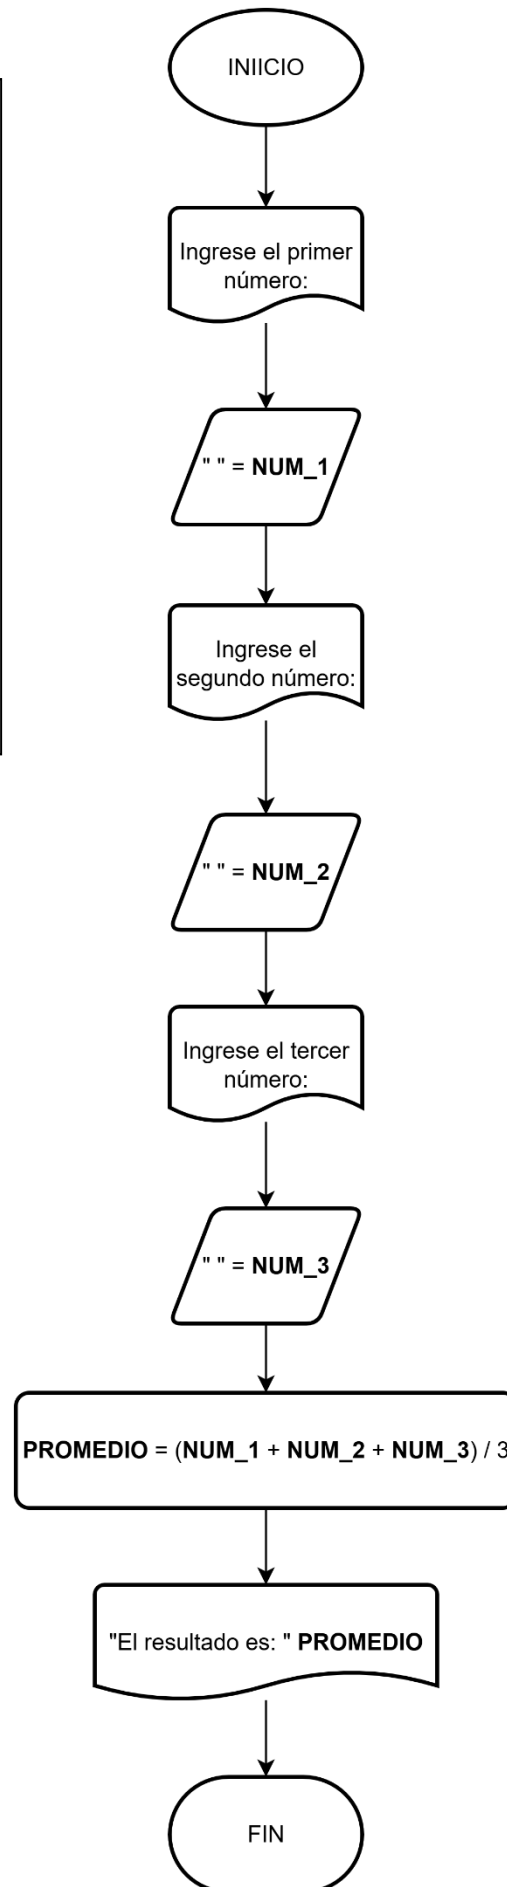 INIICIO
Ingrese el primer
número:
" " = NUM_1
Ingrese el
segundo número:
" " = NUM_2
Ingrese el tercer
número:
" " = NUM_3
PROMEDIO = (NUM_1 + NUM_2 + NUM_3) / 3
"El resultado es: " PROMEDIO
FIN